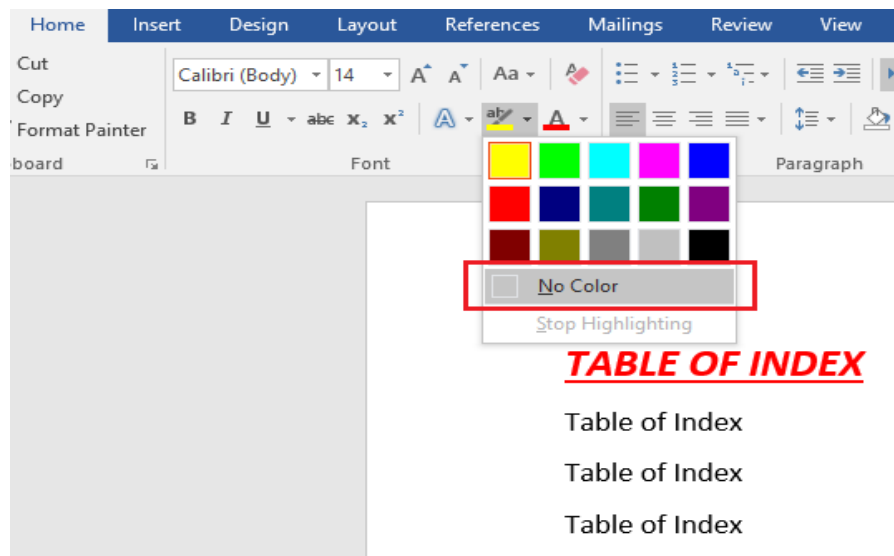 Home Insert Design Layout References Mailings Review View
Cut
Copy
Format Painter
board
Calibri (Body) 14 A A Aa
B I U abc X₂ X² A ab A
Font
Paragraph
No Color
Stop Highlighting
TABLE OF INDEX
Table of Index
Table of Index
Table of Index